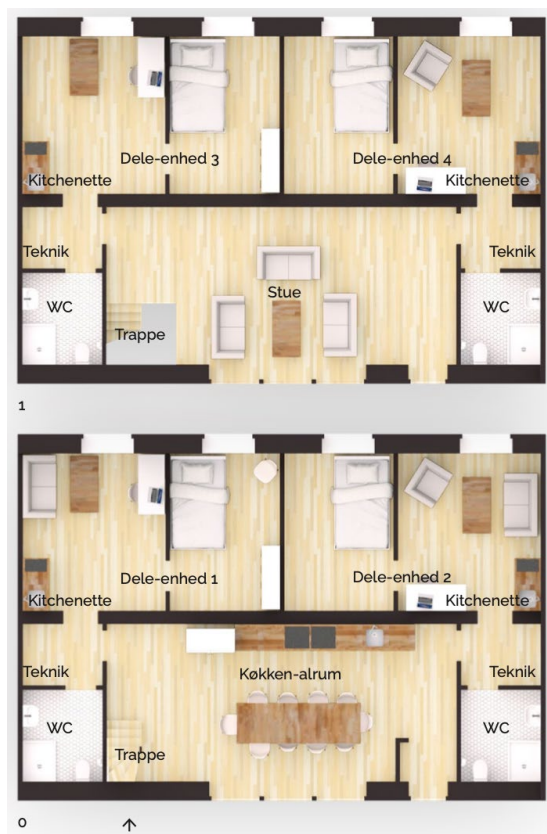 Dele-enhed 3
Dele-enhed 4
Kitchenette
Kitchenette
Teknik
Teknik
Stue
WC
WC
Trappe
1
Dele-enhed 1
Dele-enhed 2
Kitchenette
Kitchenette
Teknik
Køkken-alrum
Teknik
WC
WC
Trappe
0